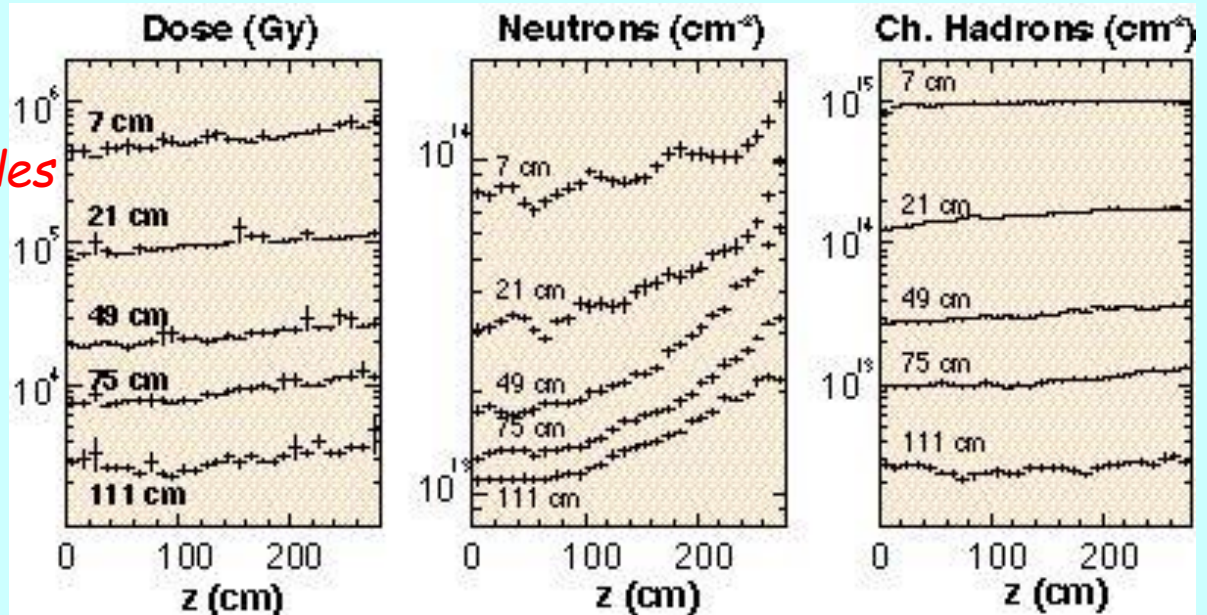 les
Dose (Gy)
10⁶
7 cm
21 cm
10⁵
49 cm
10⁴
75 cm
111 cm
0 100 200
z (cm)
Neutrons (cm⁻²)
10¹⁴
7 cm
21 cm
49 cm
75 cm
10¹³
111 cm
0 100 200
z (cm)
Ch. Hadrons (cm⁻²)
10¹⁵
7 cm
21 cm
10¹⁴
49 cm
75 cm
10¹³
111 cm
0 100 200
z (cm)